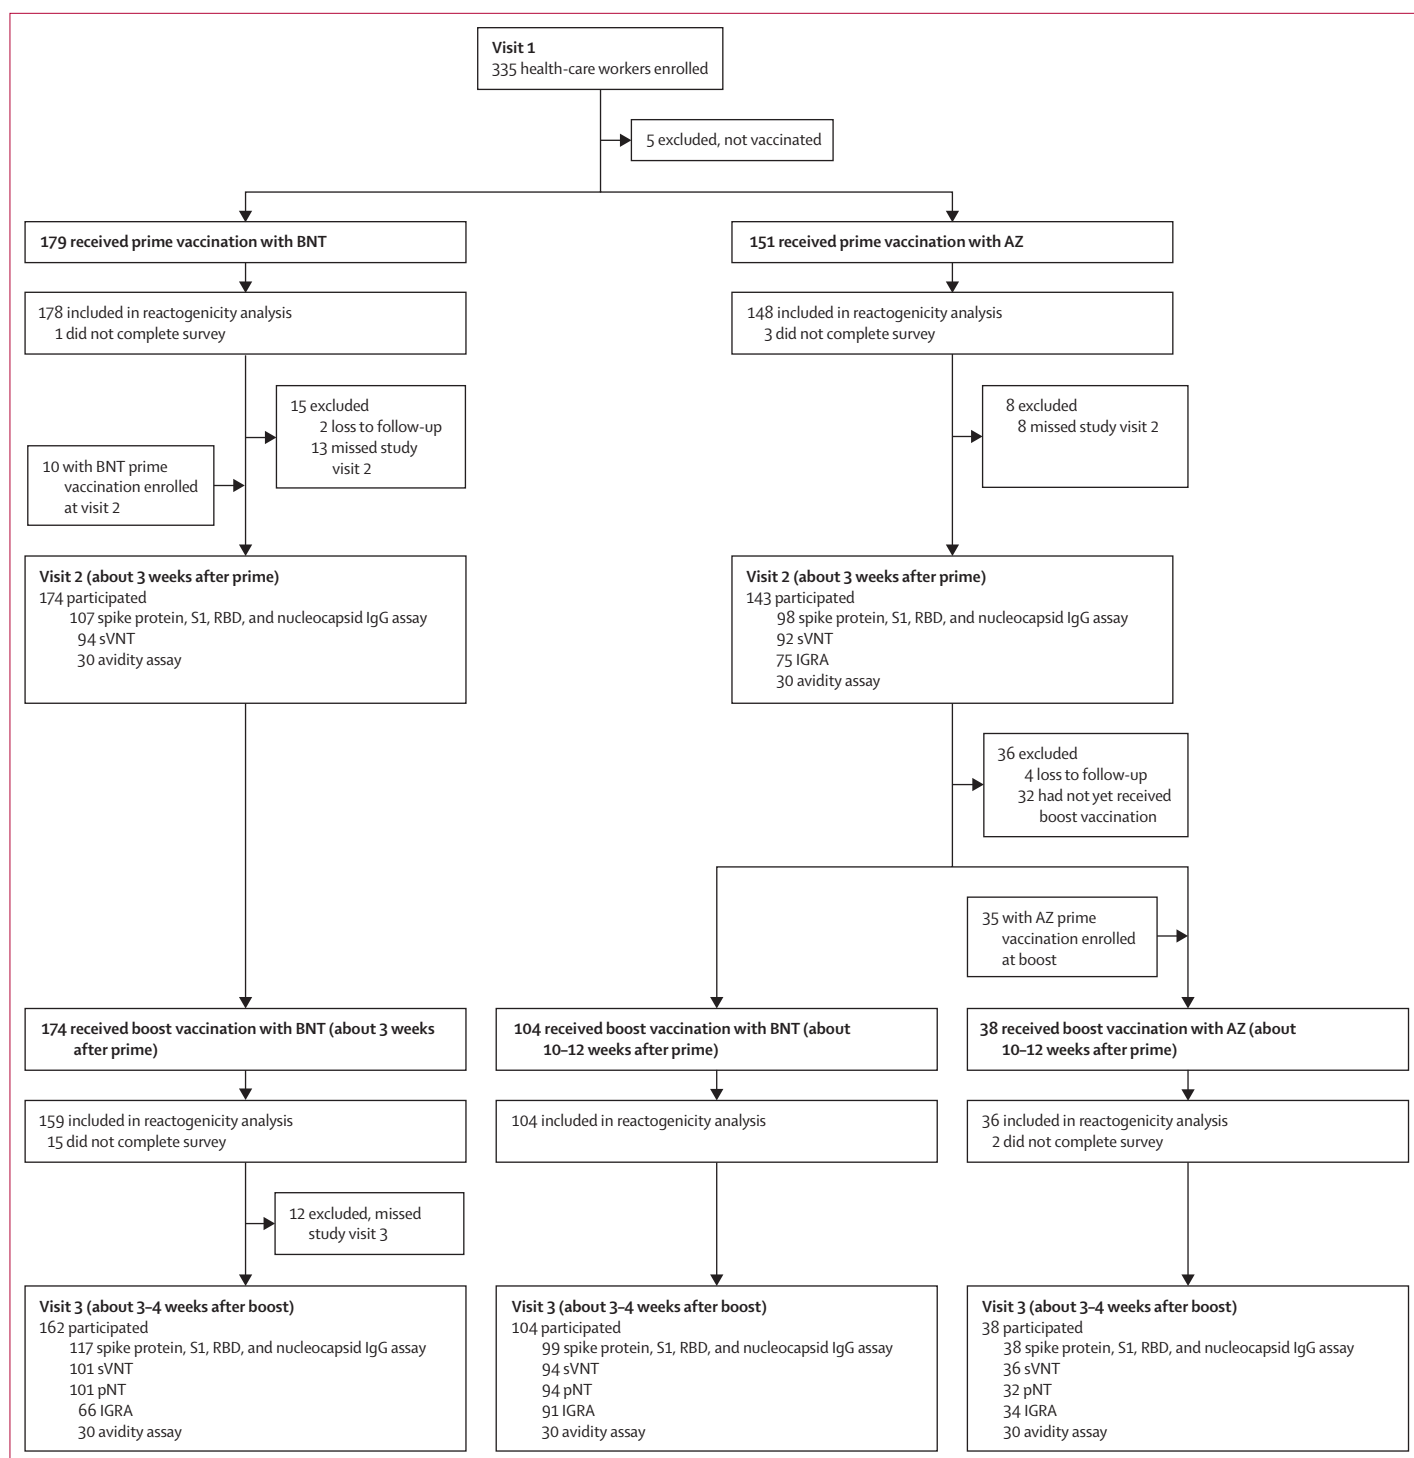 Visit 1
335 health-care workers enrolled
5 excluded, not vaccinated
179 received prime vaccination with BNT
151 received prime vaccination with AZ
178 included in reactogenicity analysis
1 did not complete survey
148 included in reactogenicity analysis
3 did not complete survey
15 excluded
2 loss to follow-up
13 missed study
visit 2
8 excluded
8 missed study visit 2
10 with BNT prime
vaccination enrolled
at visit 2
Visit 2 (about 3 weeks after prime)
174 participated
107 spike protein, S1, RBD, and nucleocapsid IgG assay
94 sVNT
30 avidity assay
Visit 2 (about 3 weeks after prime)
143 participated
98 spike protein, S1, RBD, and nucleocapsid IgG assay
92 sVNT
75 IGRA
30 avidity assay
36 excluded
4 loss to follow-up
32 had not yet received
boost vaccination
35 with AZ prime
vaccination enrolled
at boost
174 received boost vaccination with BNT (about 3 weeks
after prime)
104 received boost vaccination with BNT (about
10–12 weeks after prime)
38 received boost vaccination with AZ (about
10–12 weeks after prime)
159 included in reactogenicity analysis
15 did not complete survey
104 included in reactogenicity analysis
36 included in reactogenicity analysis
2 did not complete survey
12 excluded, missed
study visit 3
Visit 3 (about 3–4 weeks after boost)
162 participated
117 spike protein, S1, RBD, and nucleocapsid IgG assay
101 sVNT
101 pNT
66 IGRA
30 avidity assay
Visit 3 (about 3–4 weeks after boost)
104 participated
99 spike protein, S1, RBD, and nucleocapsid IgG assay
94 sVNT
94 pNT
91 IGRA
30 avidity assay
Visit 3 (about 3–4 weeks after boost)
38 participated
38 spike protein, S1, RBD, and nucleocapsid IgG assay
36 sVNT
32 pNT
34 IGRA
30 avidity assay